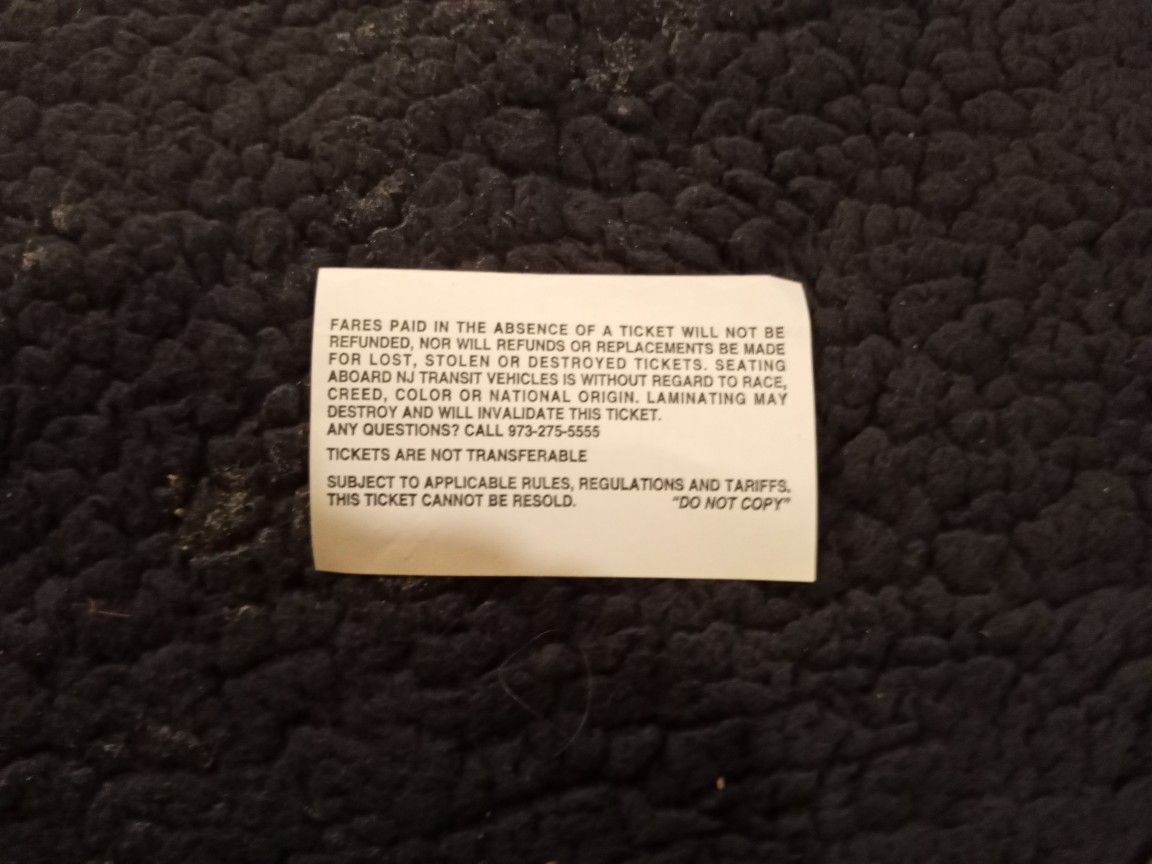 FARES PAID IN THE ABSENCE OF A TICKET WILL NOT BE
REFUNDED, NOR WILL REFUNDS OR REPLACEMENTS BE MADE
FOR LOST, STOLEN OR DESTROYED TICKETS. SEATING
ABOARD NJ TRANSIT VEHICLES IS WITHOUT REGARD TO RACE,
CREED, COLOR OR NATIONAL ORIGIN. LAMINATING MAY
DESTROY AND WILL INVALIDATE THIS TICKET.
ANY QUESTIONS? CALL 973-275-5555
TICKETS ARE NOT TRANSFERABLE
SUBJECT TO APPLICABLE RULES, REGULATIONS AND TARIFFS.
THIS TICKET CANNOT BE RESOLD. "DO NOT COPY"